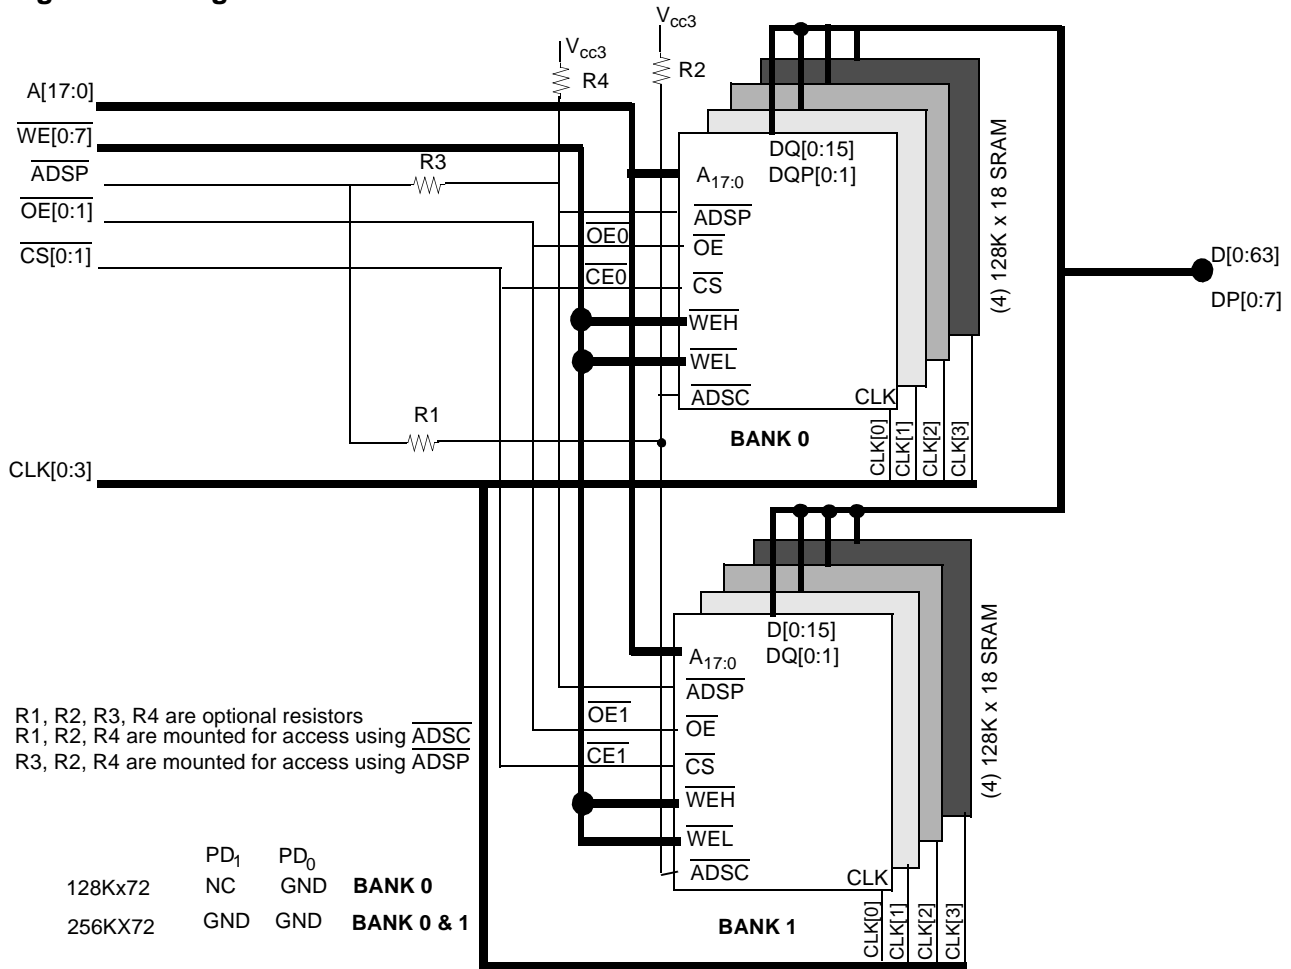 V_cc3
V_cc3
R4
R2
A[17:0]
WE[0:7]
ADSP
R3
OE[0:1]
CS[0:1]
DQ[0:15]
DQP[0:1]
A17:0
ADSP
OE0
OE
CE0
CS
WEH
WEL
ADSC
CLK
(4) 128K x 18 SRAM
D[0:63]
DP[0:7]
R1
BANK 0
CLK[0]
CLK[1]
CLK[2]
CLK[3]
CLK[0:3]
D[0:15]
DQ[0:1]
A17:0
ADSP
OE1
OE
CE1
CS
WEH
WEL
ADSC
CLK
(4) 128K x 18 SRAM
R1, R2, R3, R4 are optional resistors
R1, R2, R4 are mounted for access using ADSC
R3, R2, R4 are mounted for access using ADSP
PD1 PD0
128Kx72 NC GND BANK 0
256KX72 GND GND BANK 0 & 1
BANK 1
CLK[0]
CLK[1]
CLK[2]
CLK[3]